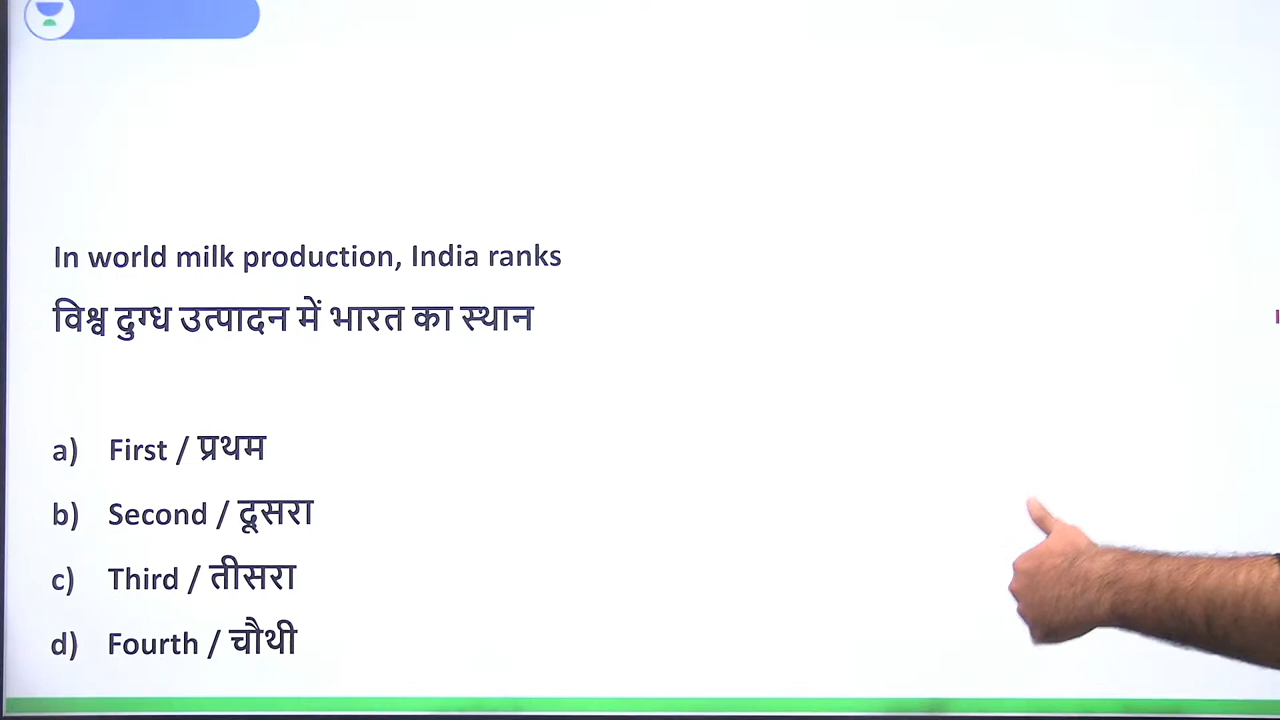 In world milk production, India ranks
विश्व दुग्ध उत्पादन में भारत का स्थान
a) First / प्रथम
b) Second / दूसरा
c) Third / तीसरा
d) Fourth / चौथी